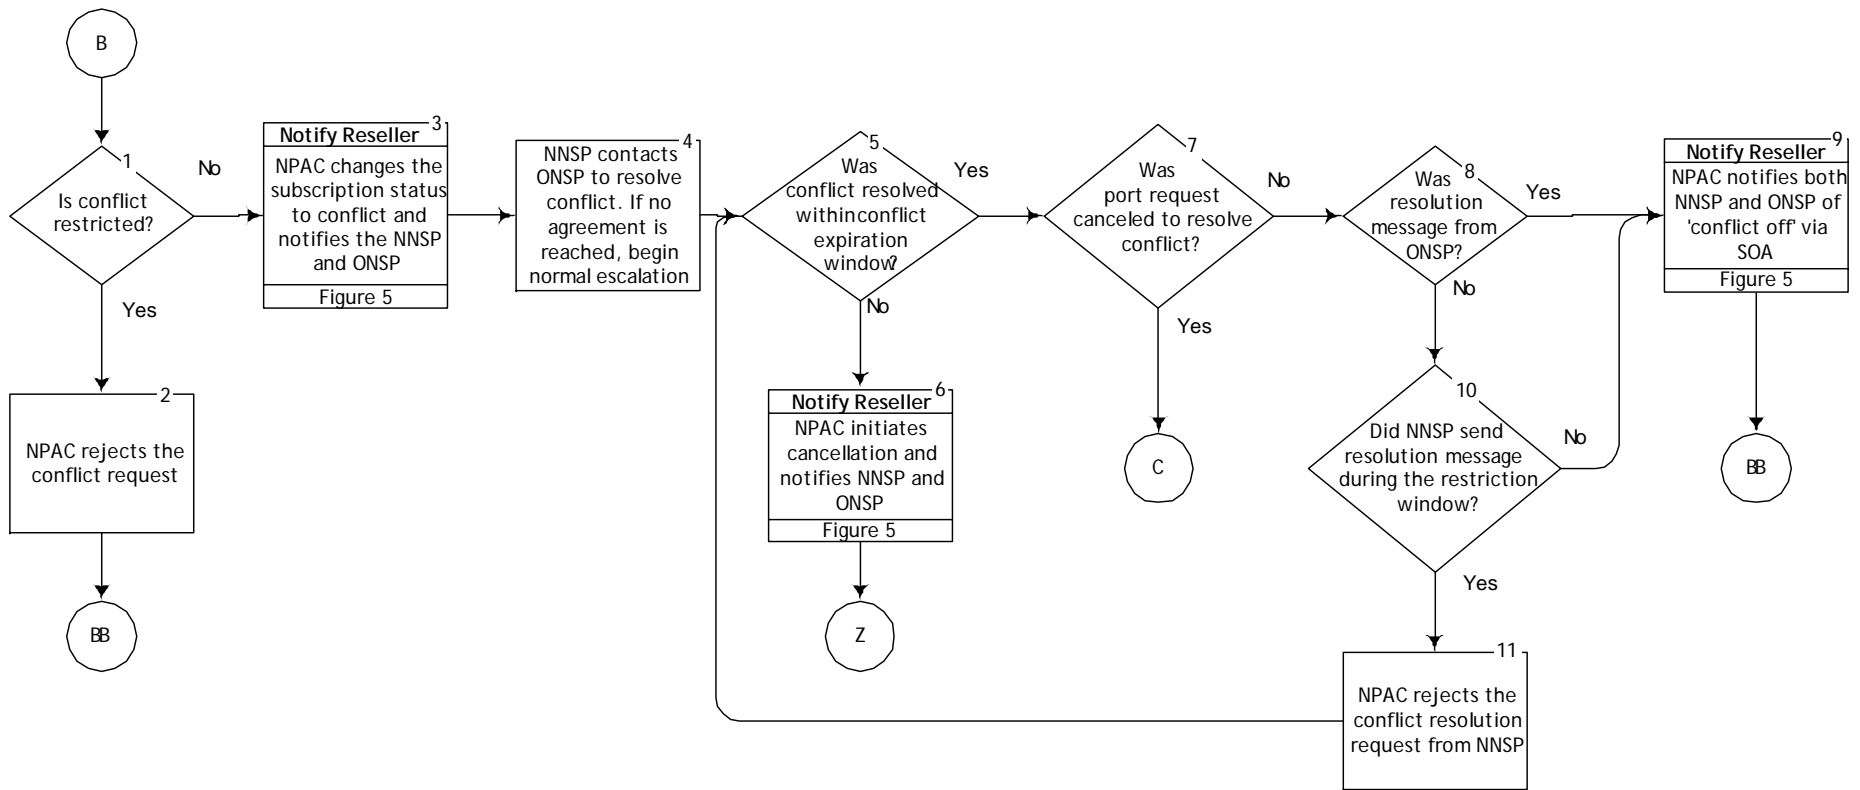 B
1
Is conflict
restricted?
No
Yes
2
NPAC rejects the
conflict request
BB
3
Notify Reseller
NPAC changes the
subscription status
to conflict and
notifies the NNSP
and ONSP
Figure 5
4
NNSP contacts
ONSP to resolve
conflict. If no
agreement is
reached, begin
normal escalation
5
Was
conflict resolved
within conflict
expiration
window?
Yes
No
6
Notify Reseller
NPAC initiates
cancellation and
notifies NNSP and
ONSP
Figure 5
Z
7
Was
port request
canceled to resolve
conflict?
No
Yes
C
8
Was
resolution
message from
ONSP?
Yes
No
9
Notify Reseller
NPAC notifies both
NNSP and ONSP of
'conflict off' via
SOA
Figure 5
BB
10
Did NNSP send
resolution message
during the restriction
window?
No
Yes
11
NPAC rejects the
conflict resolution
request from NNSP